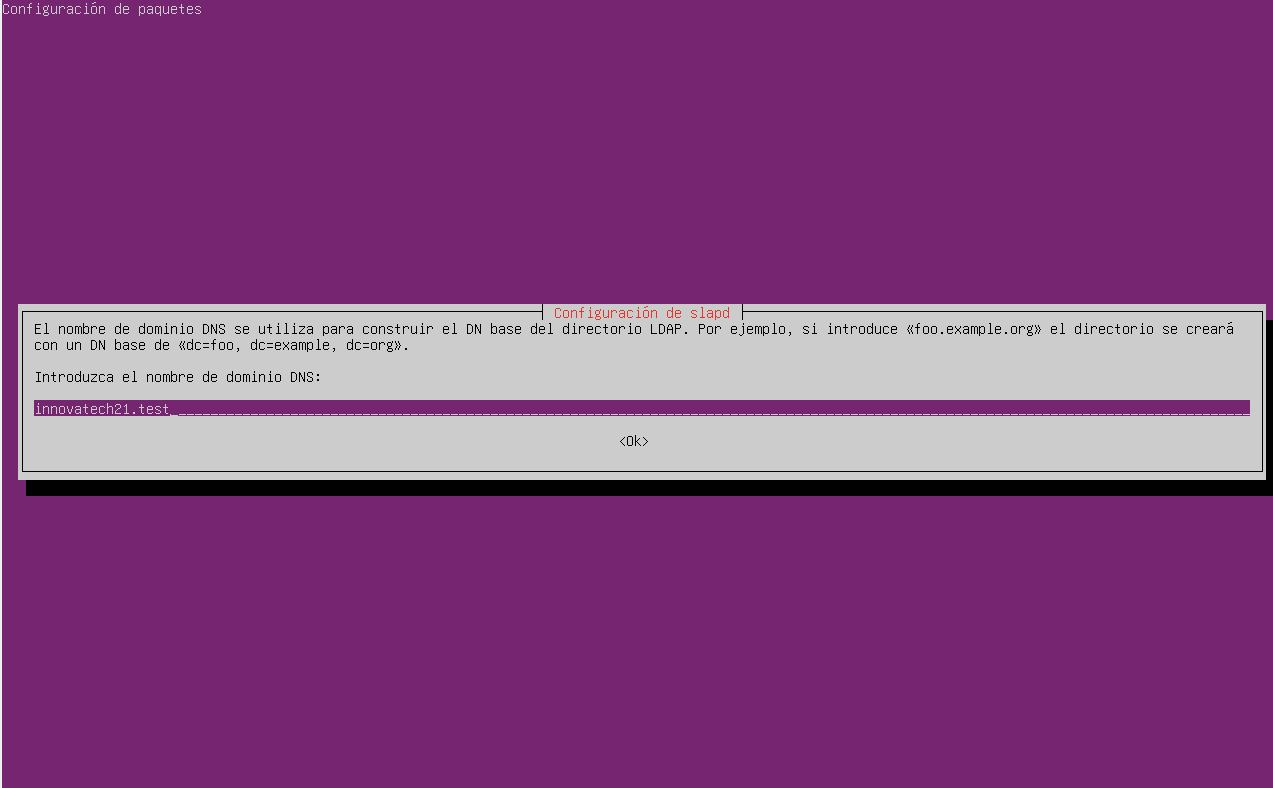 Configuración de paquetes
Configuración de slapd
El nombre de dominio DNS se utiliza para construir el DN base del directorio LDAP. Por ejemplo, si introduce «foo.example.org» el directorio se creará
con un DN base de «dc=foo, dc=example, dc=org».
Introduzca el nombre de dominio DNS:
innovatech21.test
<Ok>